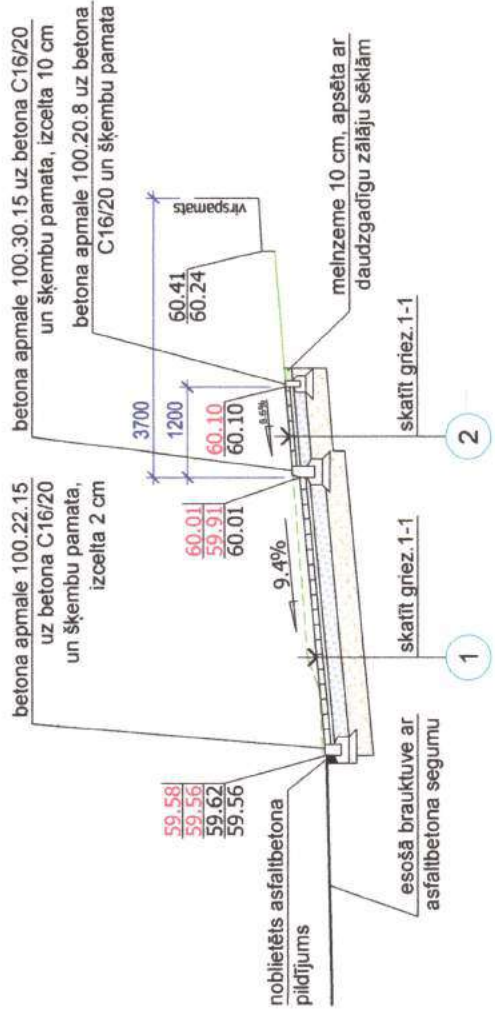 betona apmale 100.22.15
uz betona C16/20
un šķembu pamata,
izcelta 2 cm
betona apmale 100.30.15 uz betona C16/20
un šķembu pamata, izcelta 10 cm
betona apmale 100.20.8 uz betona
C16/20 un šķembu pamata
3700
1200
virspamats
59.58
59.56
59.62
59.56
60.01
59.91
60.01
60.10
60.10
60.41
60.24
9.4%
noblietēts asfaltbetona
pildījums
esošā brauktuve ar
asfaltbetona segumu
melnzeme 10 cm, apsēta ar
daudzgadīgu zālāju sēklām
skatīt griez.1-1
1
skatīt griez.1-1
2